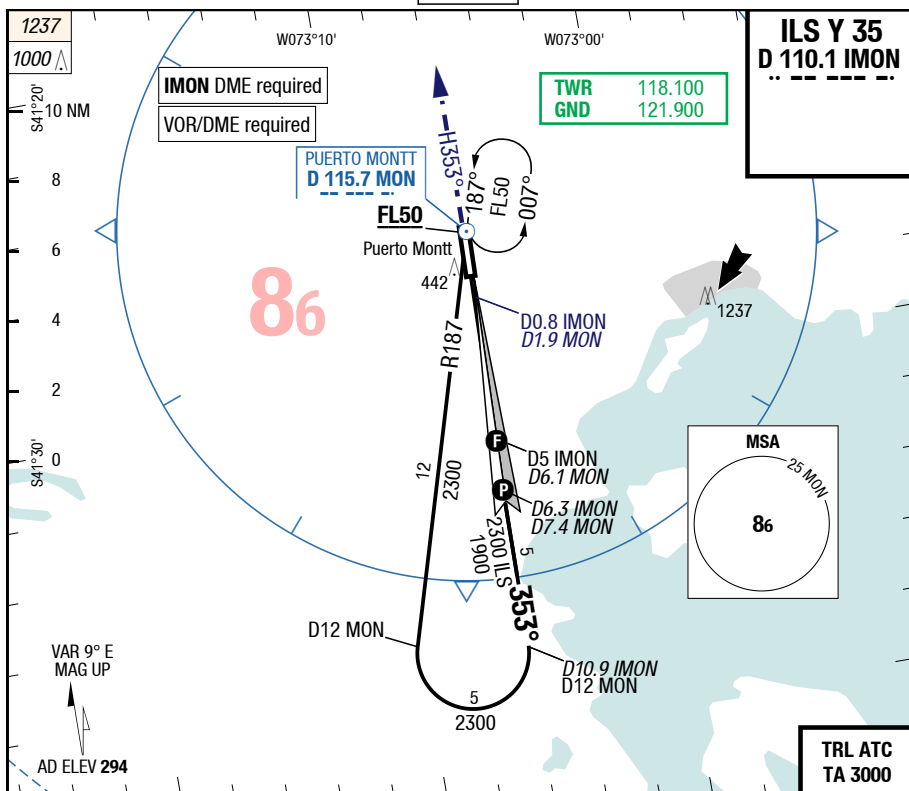 1237
1000
W073°10'
W073°00'
ILS Y 35
D 110.1 IMON
S41°20'
10 NM
IMON DME required
VOR/DME required
TWR 118.100
GND 121.900
H353°
PUERTO MONTT
D 115.7 MON
187°
FL50
007°
8
FL50
6
Puerto Montt
442
86
1237
4
D0.8 IMON
D1.9 MON
R187
2
MSA
25 MON
86
S41°30'
0
12
2300
F
D5 IMON
D6.1 MON
P
D6.3 IMON
D7.4 MON
2300 ILS
1900
5
353°
D12 MON
D10.9 IMON
D12 MON
5
2300
VAR 9° E
MAG UP
AD ELEV 294
TRL ATC
TA 3000